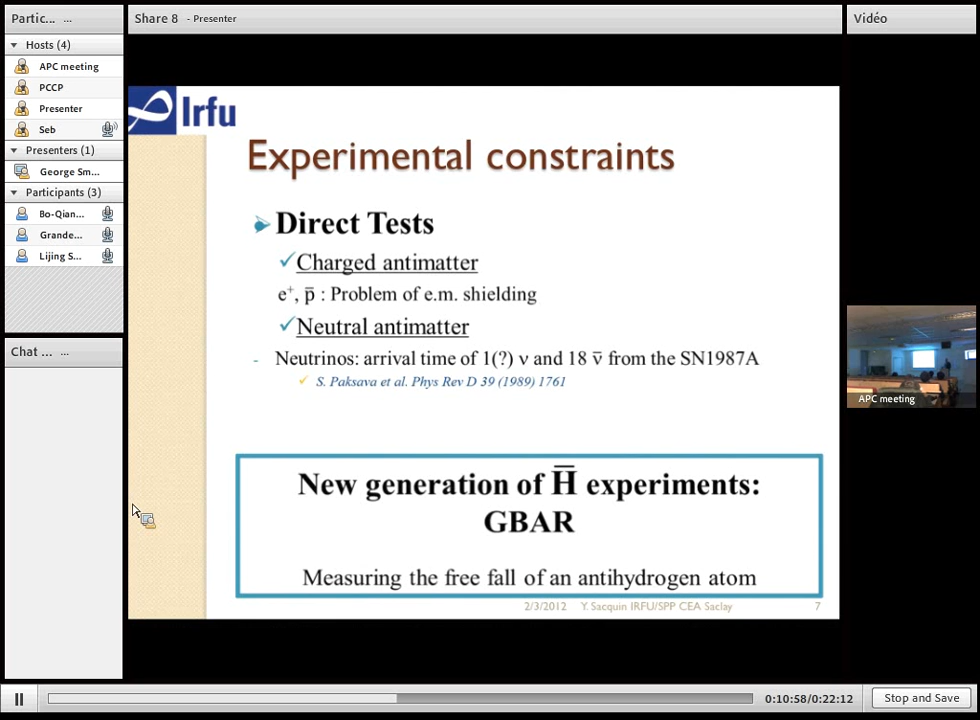 Partic... ...
Hosts (4)
APC meeting
PCCP
Presenter
Seb
Presenters (1)
George Sm...
Participants (3)
Bo-Qian...
Grande...
Lijing S...
Chat ... ...
Share 8 - Presenter
Irfu
Experimental constraints
Direct Tests
Charged antimatter
e⁺, p̅ : Problem of e.m. shielding
Neutral antimatter
- Neutrinos: arrival time of 1(?) ν and 18 ν̅ from the SN1987A
S. Paksava et al. Phys Rev D 39 (1989) 1761
New generation of H̅ experiments:
GBAR
Measuring the free fall of an antihydrogen atom
2/3/2012 Y. Sacquin IRFU/SPP CEA Saclay 7
Vidéo
APC meeting
0:10:58/0:22:12
Stop and Save